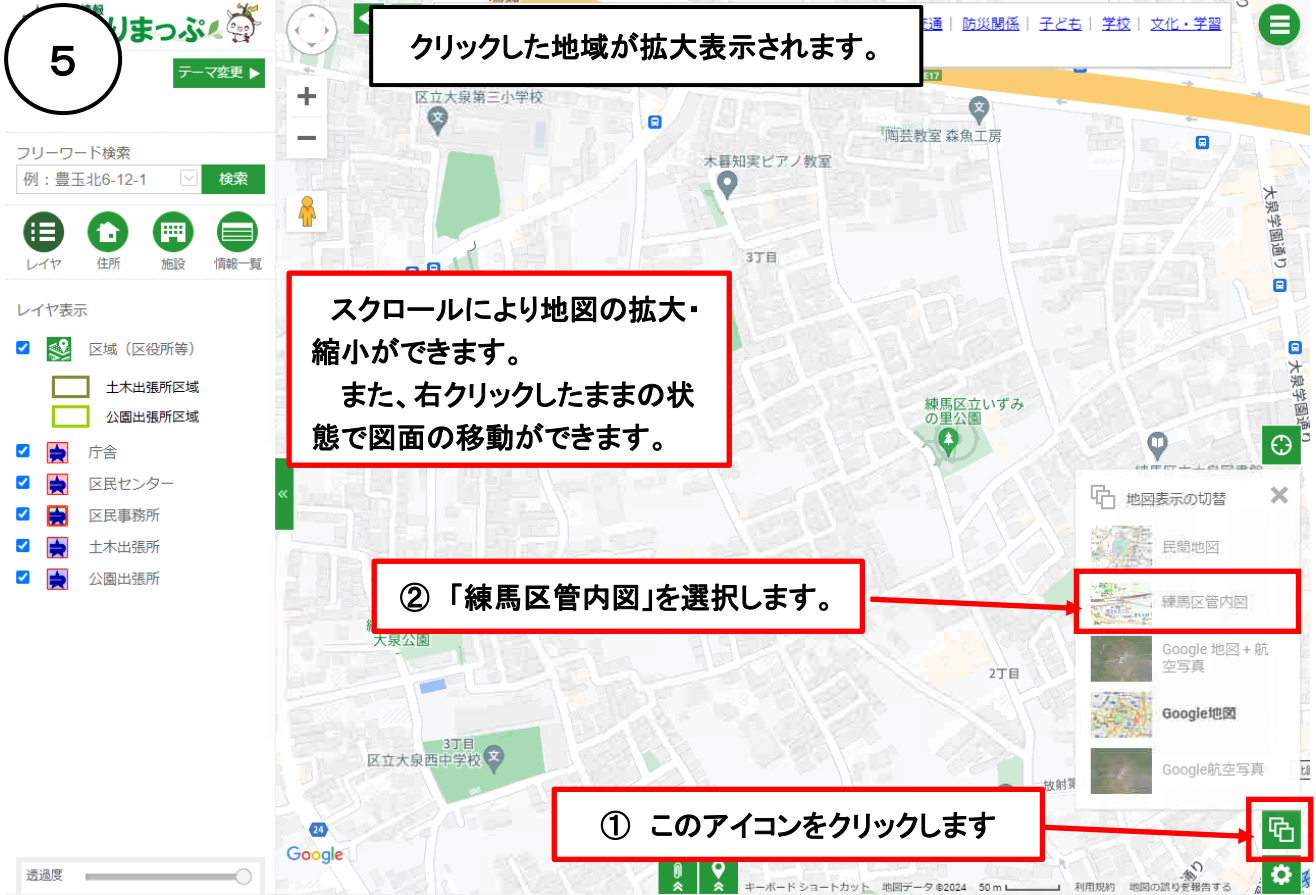 5
情報
りまっぷ
テーマ変更 ▶
クリックした地域が拡大表示されます。
交通 | 防災関係 | 子ども | 学校 | 文化・学習
フリーワード検索
例：豊玉北6-12-1
検索
レイヤ
住所
施設
情報一覧
レイヤ表示
区域（区役所等）
土木出張所区域
公園出張所区域
庁舎
区民センター
区民事務所
土木出張所
公園出張所
透過度
区立大泉第三小学校
E17
陶芸教室 森魚工房
木暮知実ピアノ教室
大泉学園通り
3丁目
スクロールにより地図の拡大・
縮小ができます。
また、右クリックしたままの状
態で図面の移動ができます。
大泉学園通り
練馬区立いずみ
の里公園
地図表示の切替
民間地図
② 「練馬区管内図」を選択します。
練馬区管内図
大泉公園
Google 地図 + 航
空写真
2丁目
Google地図
3丁目
区立大泉西中学校
Google航空写真
① このアイコンをクリックします
24
Google
キーボード ショートカット
地図データ ©2024
50 m
利用規約
地図の誤りを報告する